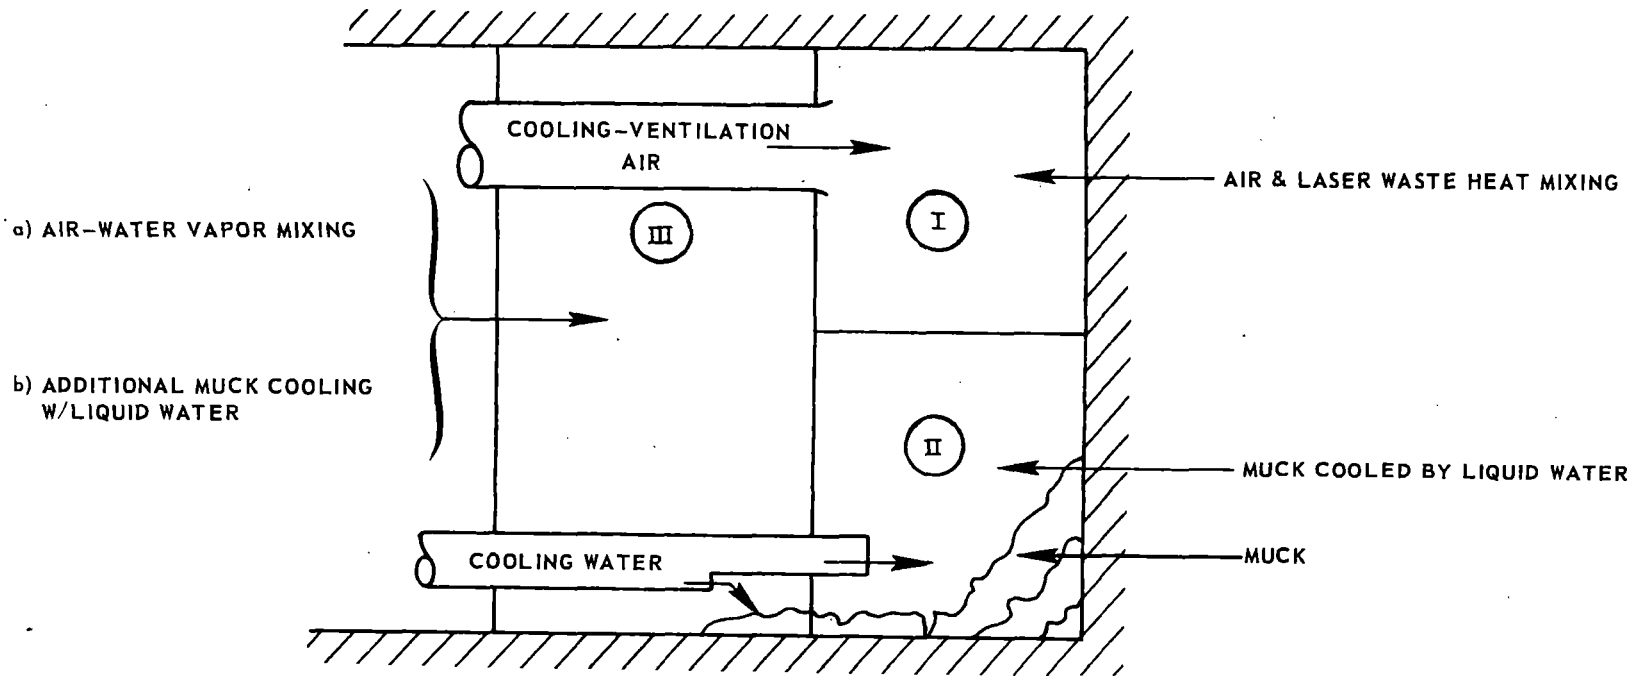 COOLING-VENTILATION
AIR
AIR & LASER WASTE HEAT MIXING
I
III
a) AIR-WATER VAPOR MIXING
b) ADDITIONAL MUCK COOLING
W/LIQUID WATER
II
MUCK COOLED BY LIQUID WATER
COOLING WATER
MUCK